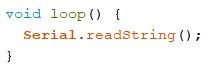 void loop() {
  Serial.readString();
}